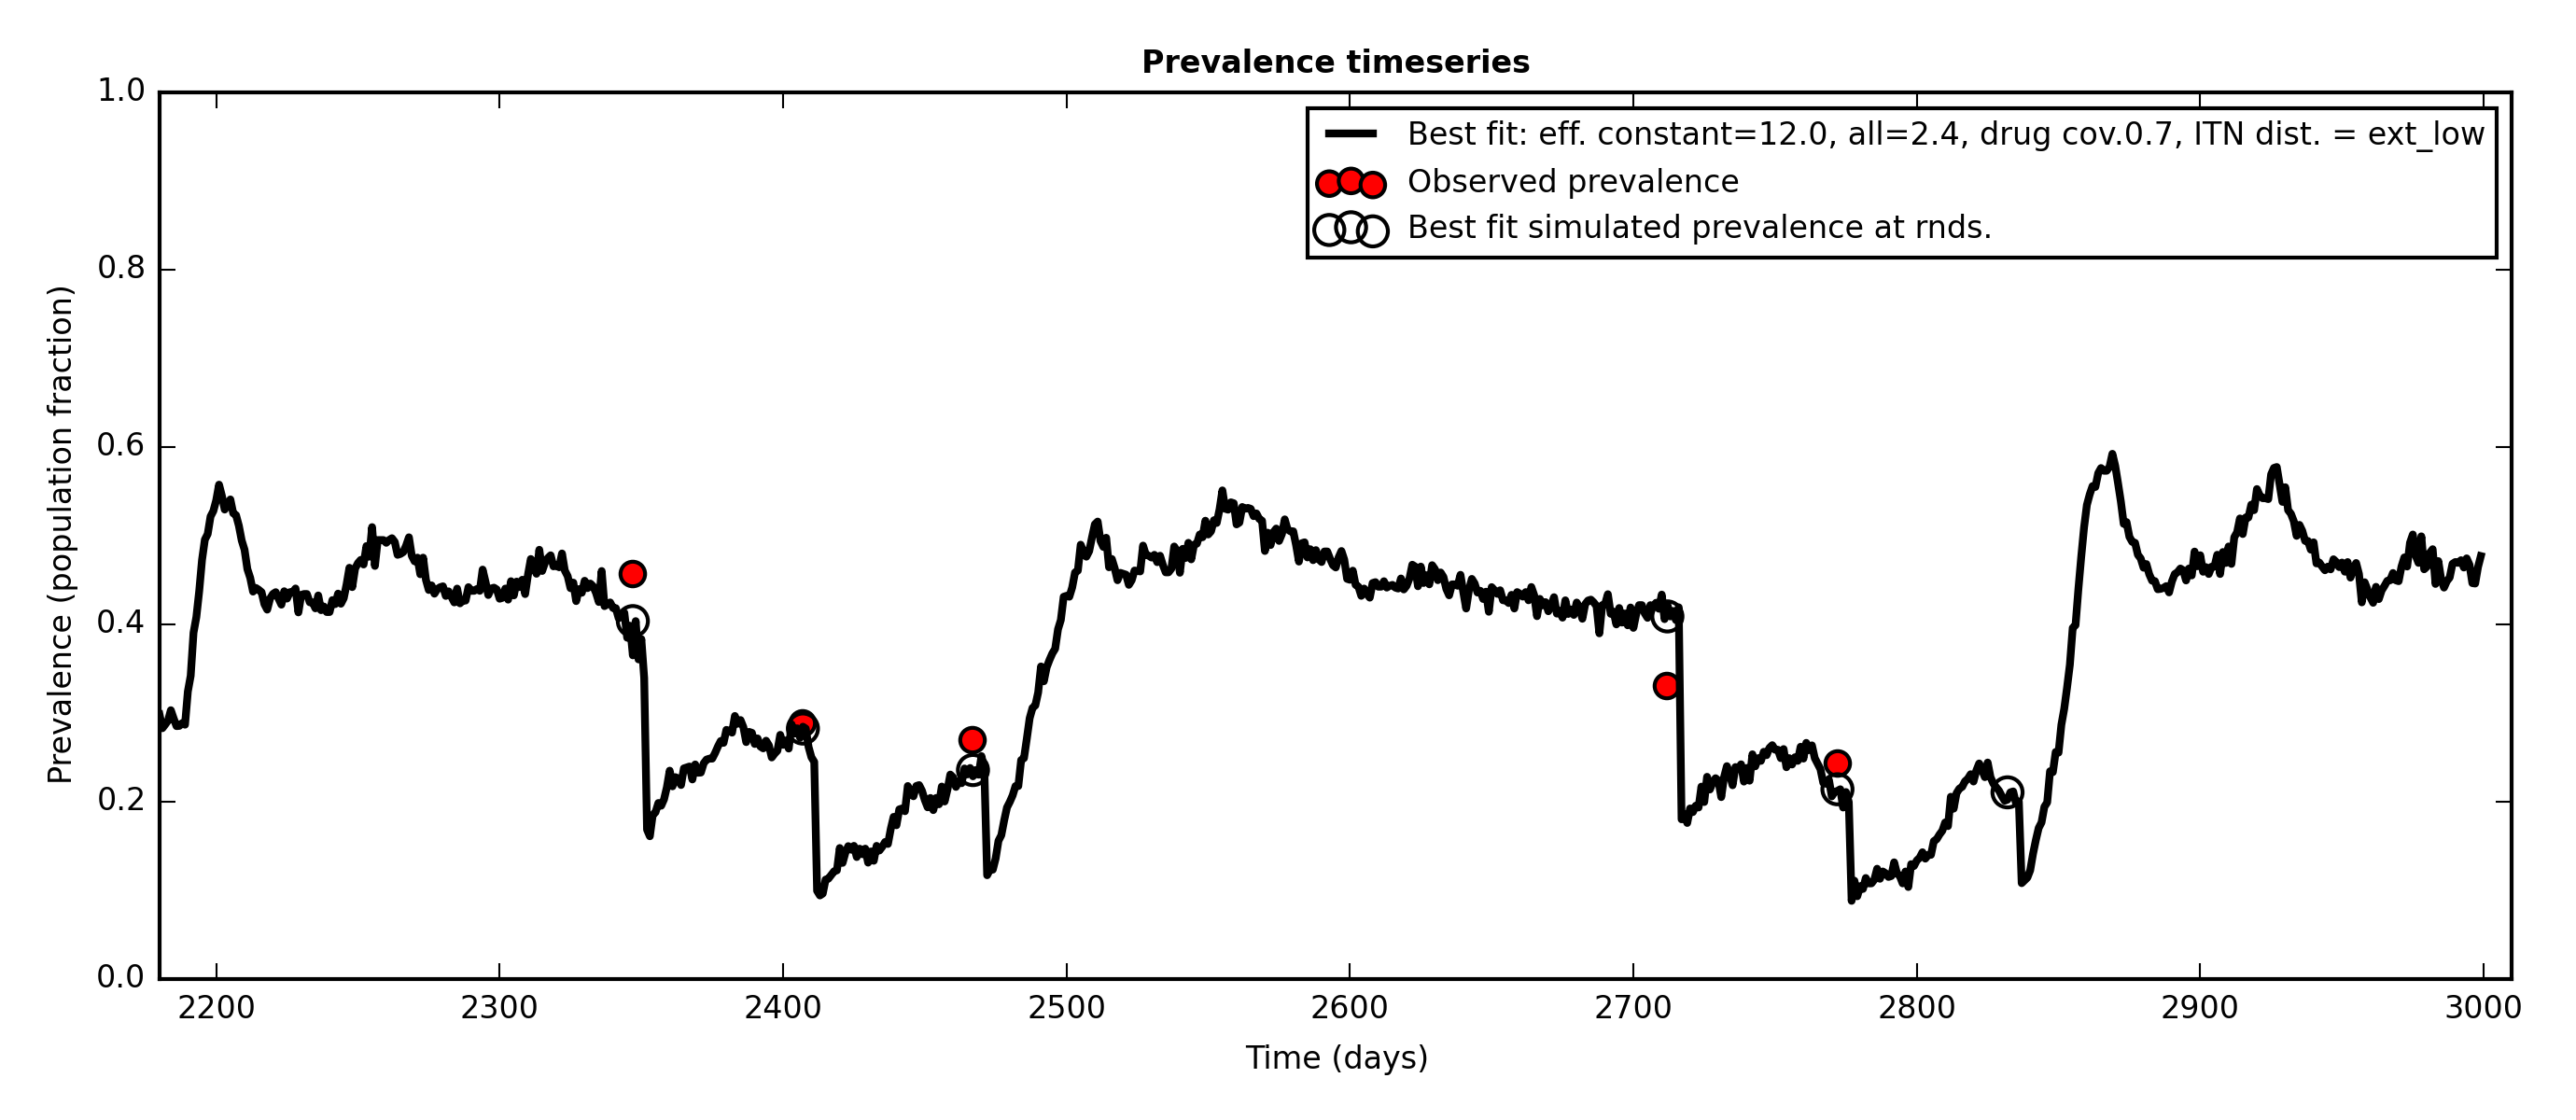 Prevalence timeseries
Best fit: eff. constant=12.0, all=2.4, drug cov.0.7, ITN dist. = ext_low
Observed prevalence
Best fit simulated prevalence at rnds.
Prevalence (population fraction)
1.0
0.8
0.6
0.4
0.2
0.0
2200 2300 2400 2500 2600 2700 2800 2900 3000
Time (days)